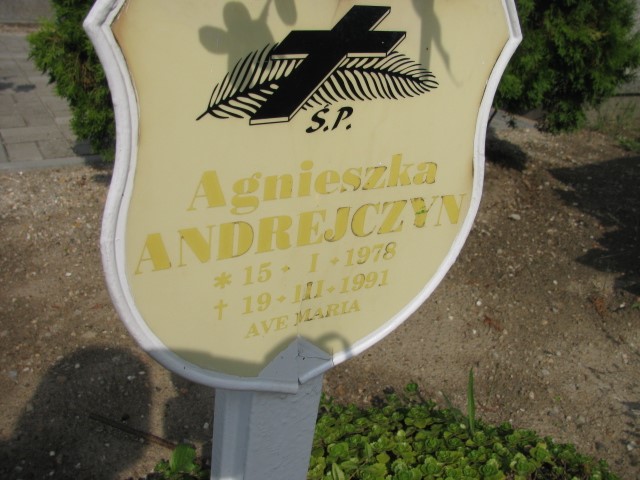 Ś.P.
Agnieszka
ANDREJCZYN
* 15 • I • 1978
† 19 • III • 1991
AVE MARIA